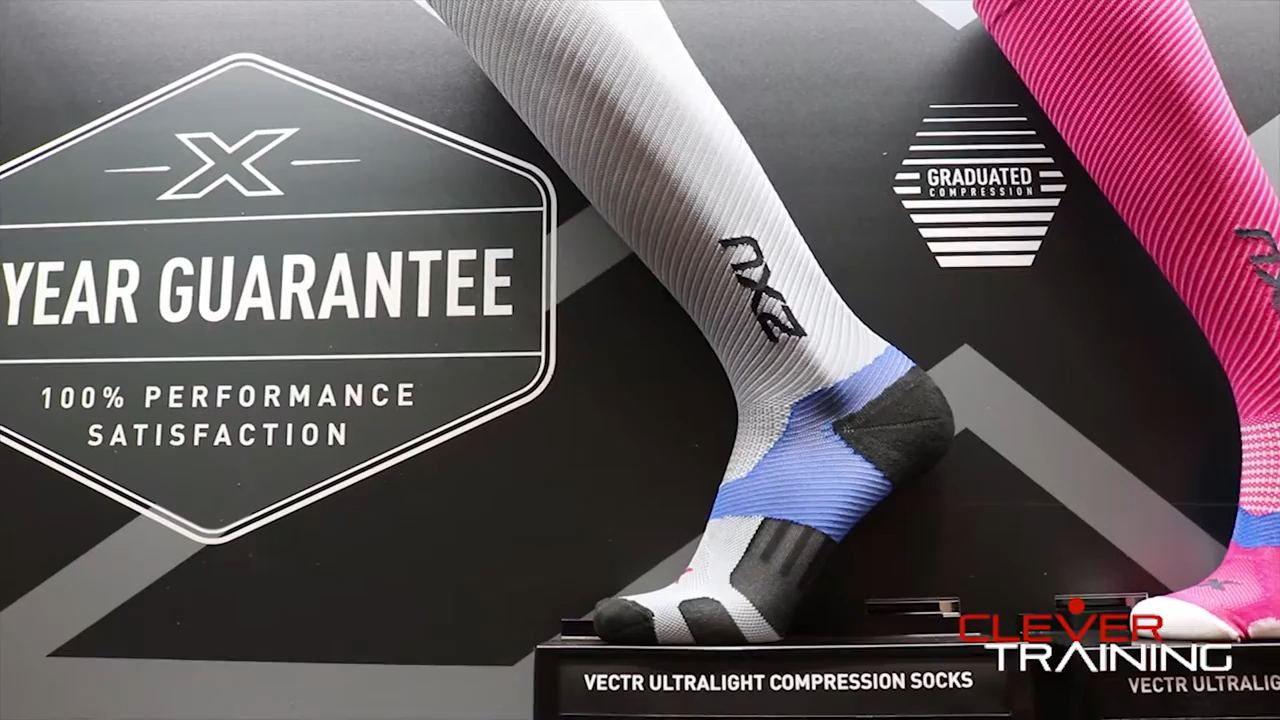 X
YEAR GUARANTEE
100% PERFORMANCE
SATISFACTION
2XU
GRADUATED
COMPRESSION
VECTR ULTRALIGHT COMPRESSION SOCKS
CLEVER
TRAINING
VECTR ULTRALIG